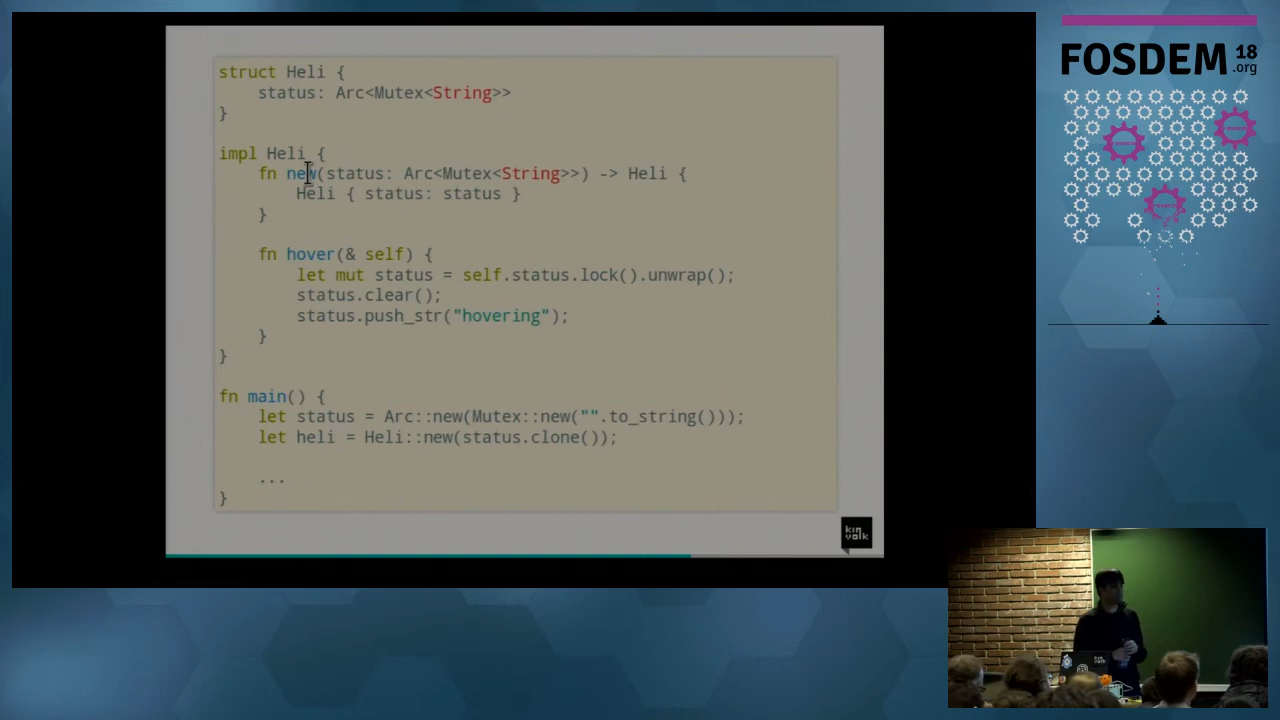 struct Heli {
status: Arc<Mutex<String>>
}
impl Heli {
fn new(status: Arc<Mutex<String>>) -> Heli {
Heli { status: status }
}
fn hover(& self) {
let mut status = self.status.lock().unwrap();
status.clear();
status.push_str("hovering");
}
}
fn main() {
let status = Arc::new(Mutex::new("".to_string()));
let heli = Heli::new(status.clone());
...
}
kin
volk
FOSDEM 18
.org